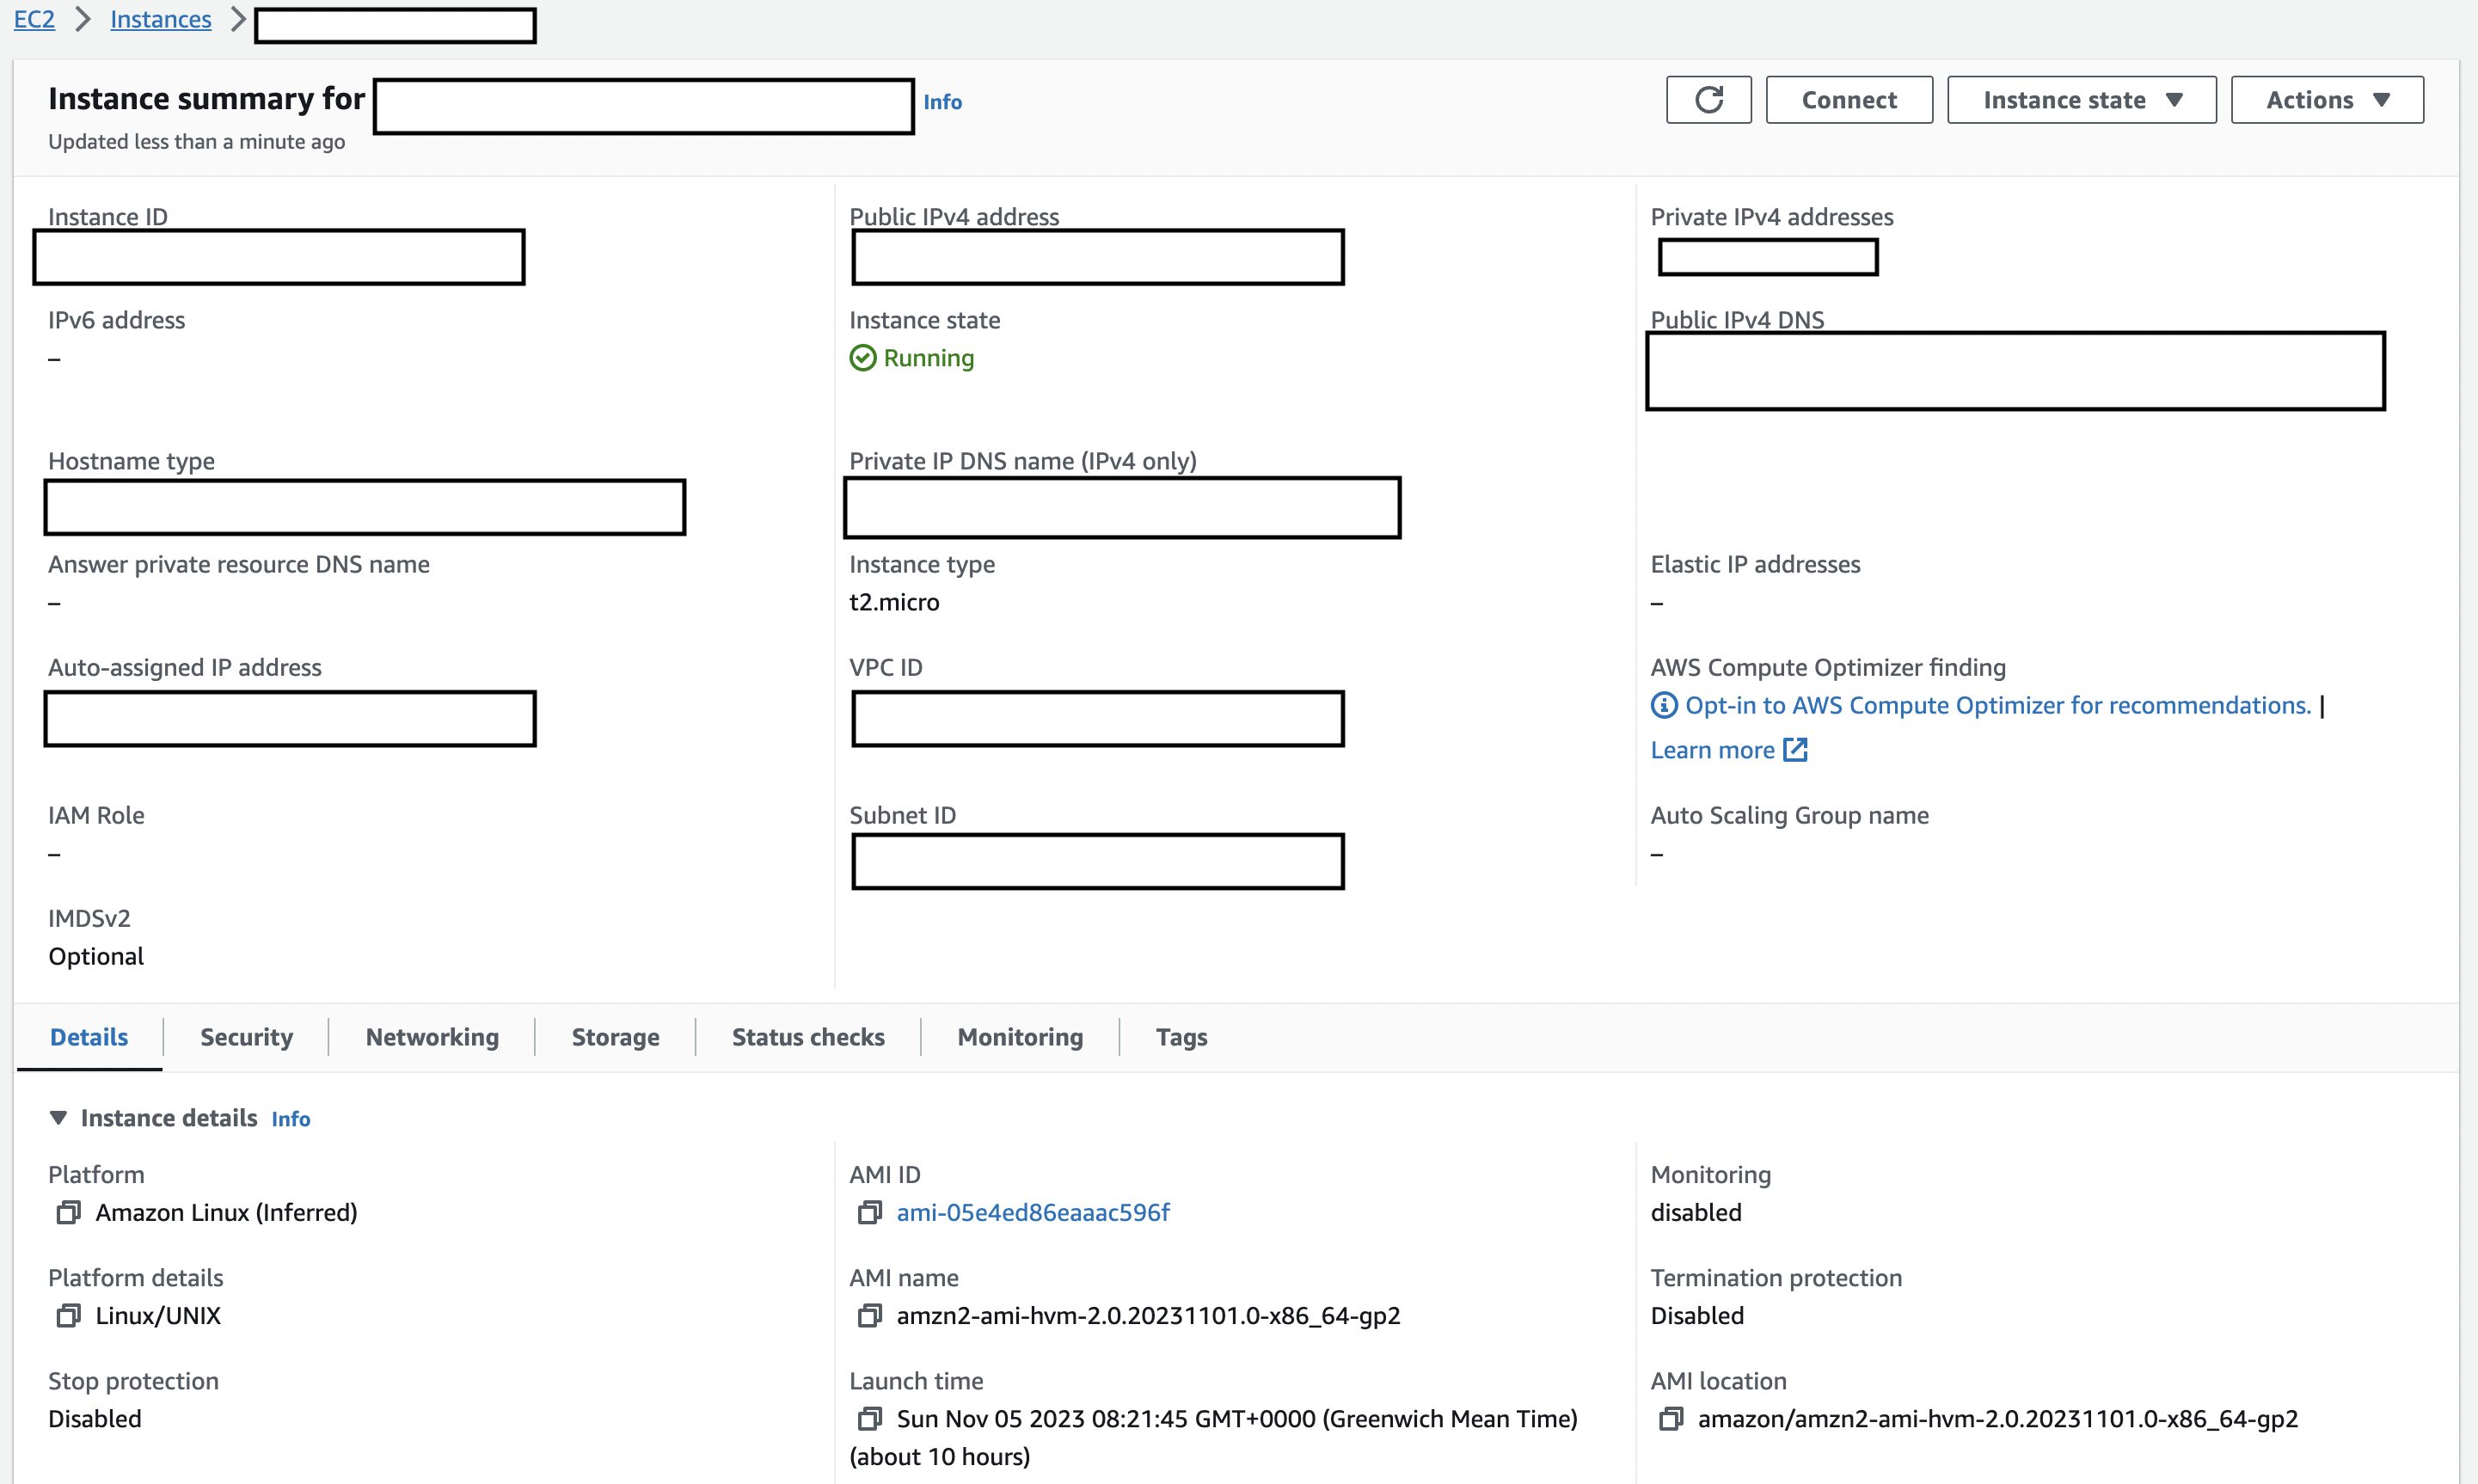 EC2 > Instances >
Instance summary for Info
Connect
Instance state
Actions
Updated less than a minute ago
Instance ID
Public IPv4 address
Private IPv4 addresses
IPv6 address
–
Instance state
Running
Public IPv4 DNS
Hostname type
Private IP DNS name (IPv4 only)
Answer private resource DNS name
–
Instance type
t2.micro
Elastic IP addresses
–
Auto-assigned IP address
VPC ID
AWS Compute Optimizer finding
Opt-in to AWS Compute Optimizer for recommendations. |
Learn more
IAM Role
–
Subnet ID
Auto Scaling Group name
–
IMDSv2
Optional
Details
Security
Networking
Storage
Status checks
Monitoring
Tags
Instance details Info
Platform
Amazon Linux (Inferred)
AMI ID
ami-05e4ed86eaaac596f
Monitoring
disabled
Platform details
Linux/UNIX
AMI name
amzn2-ami-hvm-2.0.20231101.0-x86_64-gp2
Termination protection
Disabled
Stop protection
Disabled
Launch time
Sun Nov 05 2023 08:21:45 GMT+0000 (Greenwich Mean Time)
(about 10 hours)
AMI location
amazon/amzn2-ami-hvm-2.0.20231101.0-x86_64-gp2